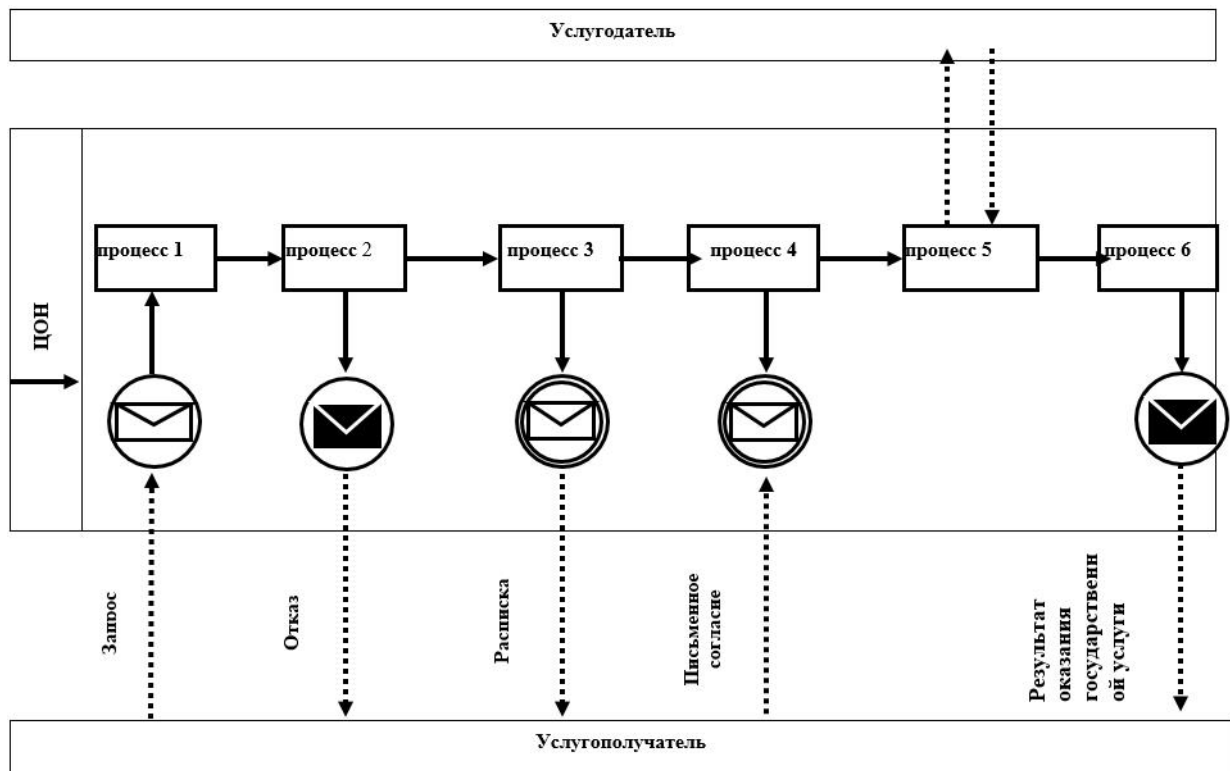 Услугодатель
процесс 1
процесс 2
процесс 3
процесс 4
процесс 5
процесс 6
ЦОН
Запрос
Отказ
Расписка
Письменное
согласие
Результат
оказания
государственн
ой услуги
Услугополучатель